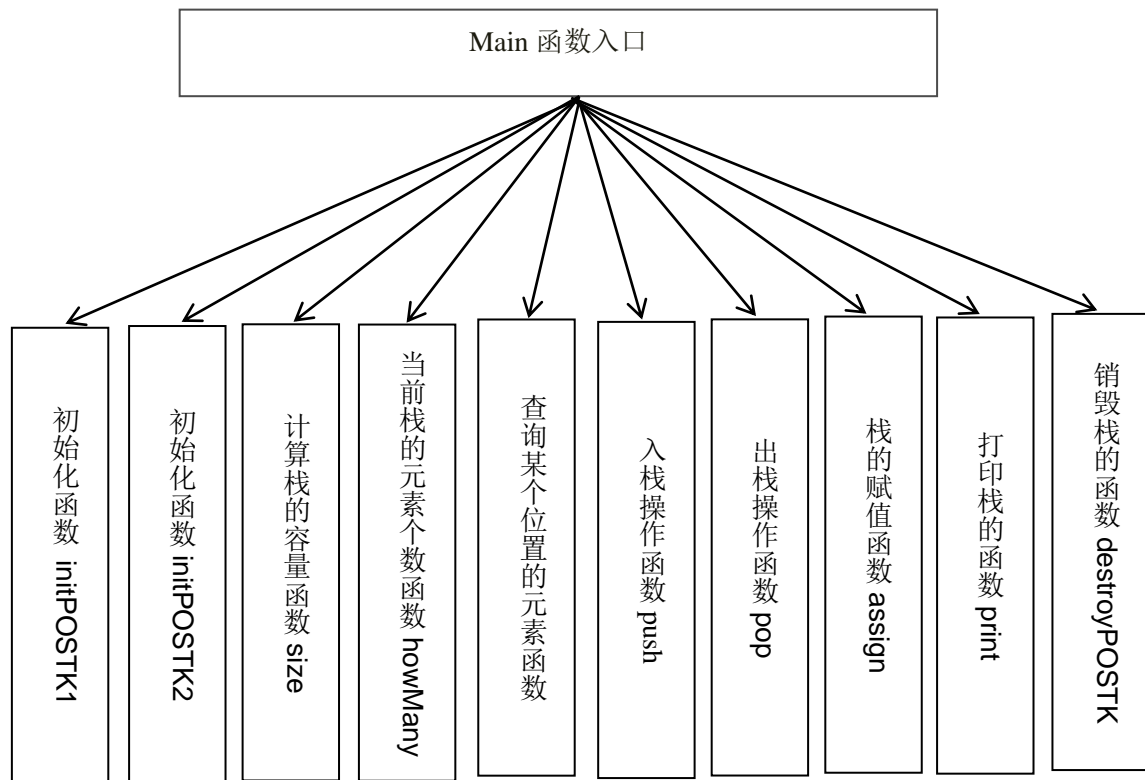 Main 函数入口
初始化函数 initPOSTK1
初始化函数 initPOSTK2
计算栈的容量函数 size
当前栈的元素个数函数 howMany
查询某个位置的元素函数
入栈操作函数 push
出栈操作函数 pop
栈的赋值函数 assign
打印栈的函数 print
销毁栈的函数 destroyPOSTK